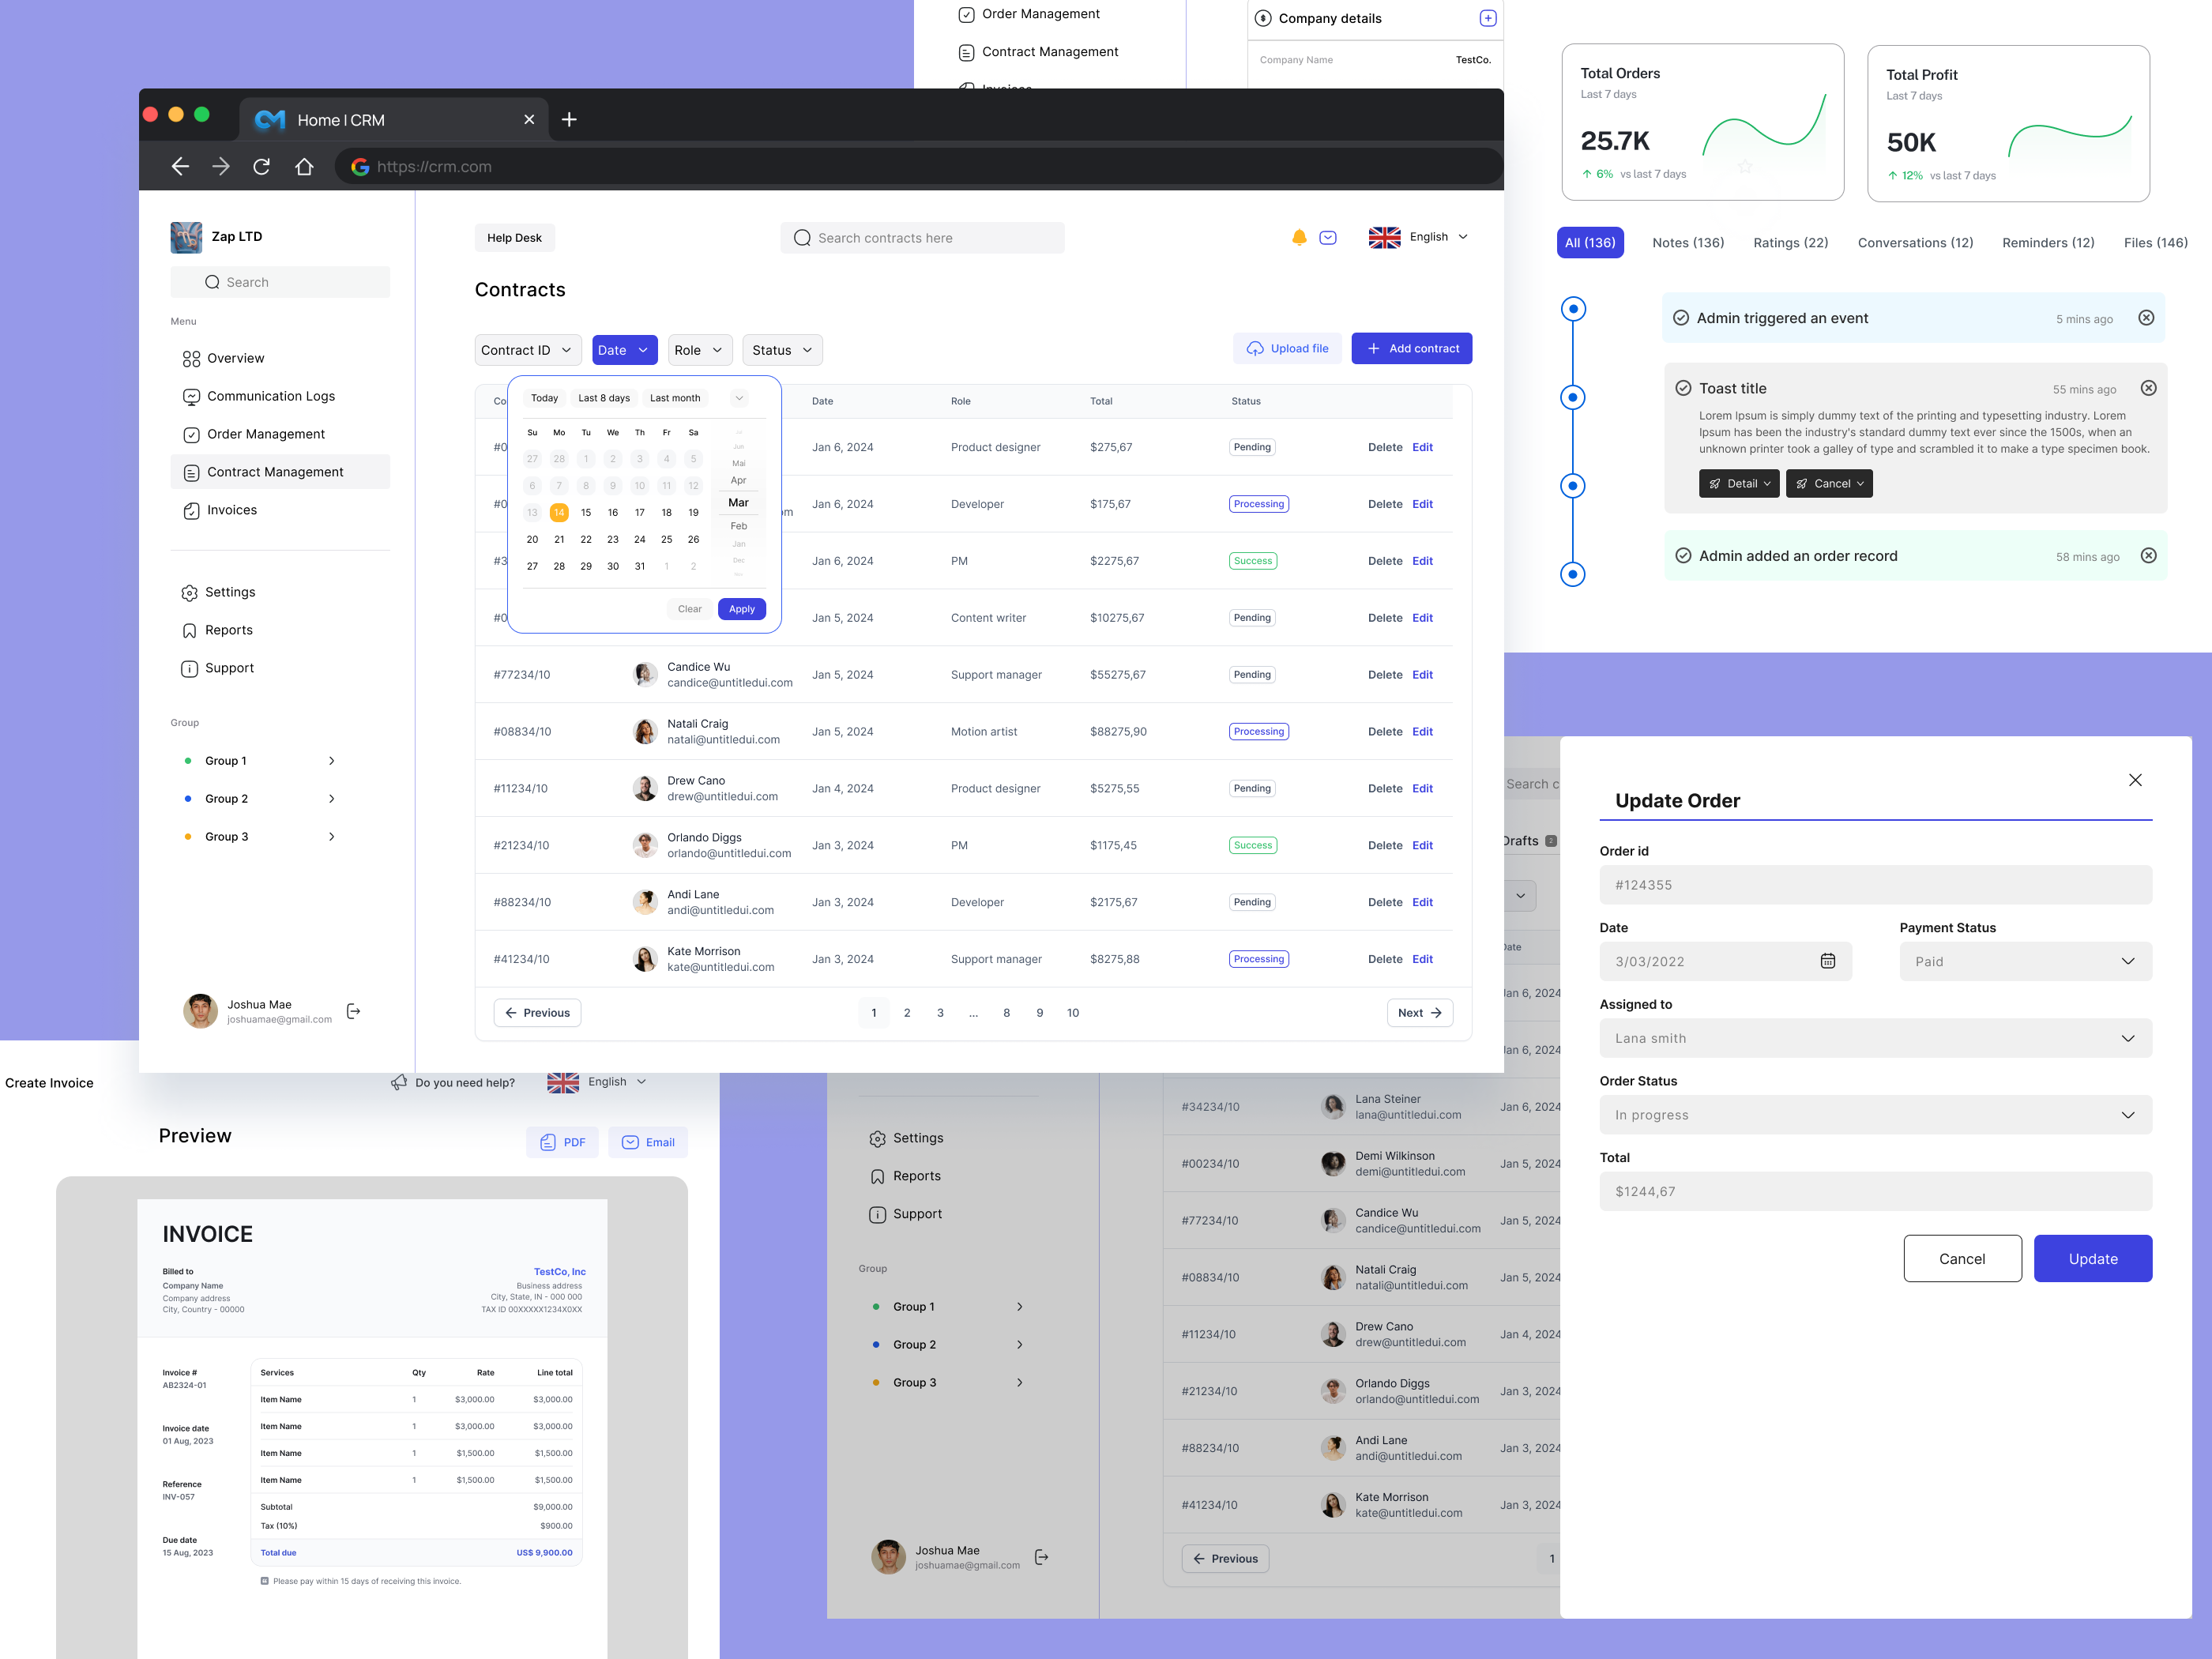 Order Management
Contract Management
Company details
Company Name TestCo.
Total Orders
Last 7 days
25.7K
6% vs last 7 days
Total Profit
Last 7 days
50K
12% vs last 7 days
All (136) Notes (136) Ratings (22) Conversations (12) Reminders (12) Files (146)
Admin triggered an event 5 mins ago
Toast title 55 mins ago
Lorem Ipsum is simply dummy text of the printing and typesetting industry. Lorem
Ipsum has been the industry's standard dummy text ever since the 1500s, when an
unknown printer took a galley of type and scrambled it to make a type specimen book.
Detail Cancel
Admin added an order record 58 mins ago
Home | CRM
https://crm.com
Zap LTD
Search
Menu
Overview
Communication Logs
Order Management
Contract Management
Invoices
Settings
Reports
Support
Group
Group 1
Group 2
Group 3
Joshua Mae
joshuamae@gmail.com
Help Desk
Search contracts here
English
Contracts
Contract ID Date Role Status
Upload file
Add contract
Co Date Role Total Status
#0 Jan 6, 2024 Product designer $275,67 Pending Delete Edit
#0 om Jan 6, 2024 Developer $175,67 Processing Delete Edit
#3 Jan 6, 2024 PM $2275,67 Success Delete Edit
#0 Jan 5, 2024 Content writer $10275,67 Pending Delete Edit
#77234/10 Candice Wu
candice@untitledui.com Jan 5, 2024 Support manager $55275,67 Pending Delete Edit
#08834/10 Natali Craig
natali@untitledui.com Jan 5, 2024 Motion artist $88275,90 Processing Delete Edit
#11234/10 Drew Cano
drew@untitledui.com Jan 4, 2024 Product designer $5275,55 Pending Delete Edit
#21234/10 Orlando Diggs
orlando@untitledui.com Jan 3, 2024 PM $1175,45 Success Delete Edit
#88234/10 Andi Lane
andi@untitledui.com Jan 3, 2024 Developer $2175,67 Pending Delete Edit
#41234/10 Kate Morrison
kate@untitledui.com Jan 3, 2024 Support manager $8275,88 Processing Delete Edit
Previous 1 2 3 ... 8 9 10 Next
Today Last 8 days Last month
Su Mo Tu We Th Fr Sa
27 28 1 2 3 4 5
6 7 8 9 10 11 12
13 14 15 16 17 18 19
20 21 22 23 24 25 26
27 28 29 30 31 1 2
Jun
Mai
Apr
Mar
Feb
Jan
Dec
Clear Apply
Create Invoice
Do you need help?
English
Preview
PDF
Email
INVOICE
Billed to
Company Name
Company address
City, Country - 00000
TestCo, Inc
Business address
City, State, IN - 000 000
TAX ID 00XXXXX1234X0XX
Invoice #
AB2324-01
Invoice date
01 Aug, 2023
Reference
INV-057
Due date
15 Aug, 2023
Services Qty Rate Line total
Item Name 1 $3,000.00 $3,000.00
Item Name 1 $3,000.00 $3,000.00
Item Name 1 $1,500.00 $1,500.00
Item Name 1 $1,500.00 $1,500.00
Subtotal $9,000.00
Tax (10%) $900.00
Total due US$ 9,900.00
Please pay within 15 days of receiving this invoice.
Settings
Reports
Support
Group
Group 1
Group 2
Group 3
Joshua Mae
joshuamae@gmail.com
Search c
Drafts 2
Date
Jan 6, 2024
Jan 6, 2024
#34234/10 Lana Steiner
lana@untitledui.com Jan 6, 2024
#00234/10 Demi Wilkinson
demi@untitledui.com Jan 5, 2024
#77234/10 Candice Wu
candice@untitledui.com Jan 5, 2024
#08834/10 Natali Craig
natali@untitledui.com Jan 5, 2024
#11234/10 Drew Cano
drew@untitledui.com Jan 4, 2024
#21234/10 Orlando Diggs
orlando@untitledui.com Jan 3, 2024
#88234/10 Andi Lane
andi@untitledui.com Jan 3, 2024
#41234/10 Kate Morrison
kate@untitledui.com Jan 3, 2024
Previous 1
Update Order
Order id
#124355
Date
3/03/2022
Payment Status
Paid
Assigned to
Lana smith
Order Status
In progress
Total
$1244,67
Cancel
Update